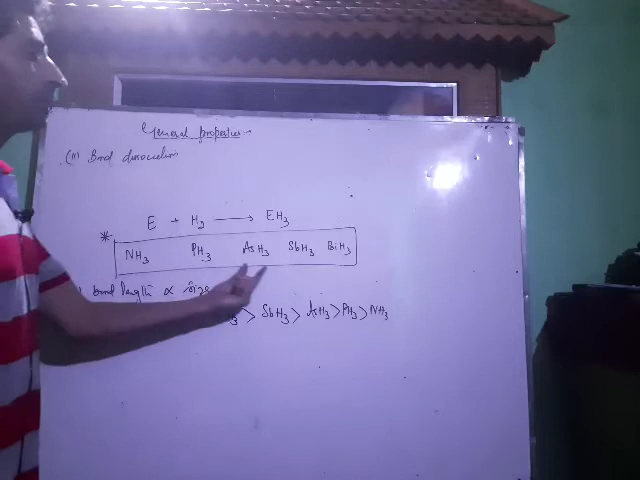 General properties
(ii) Bond dissociation
E + H2 ⟶ EH3
* NH3 PH3 AsH3 SbH3 BiH3
bond length ∝ size
H3 > SbH3 > AsH3 > PH3 > NH3